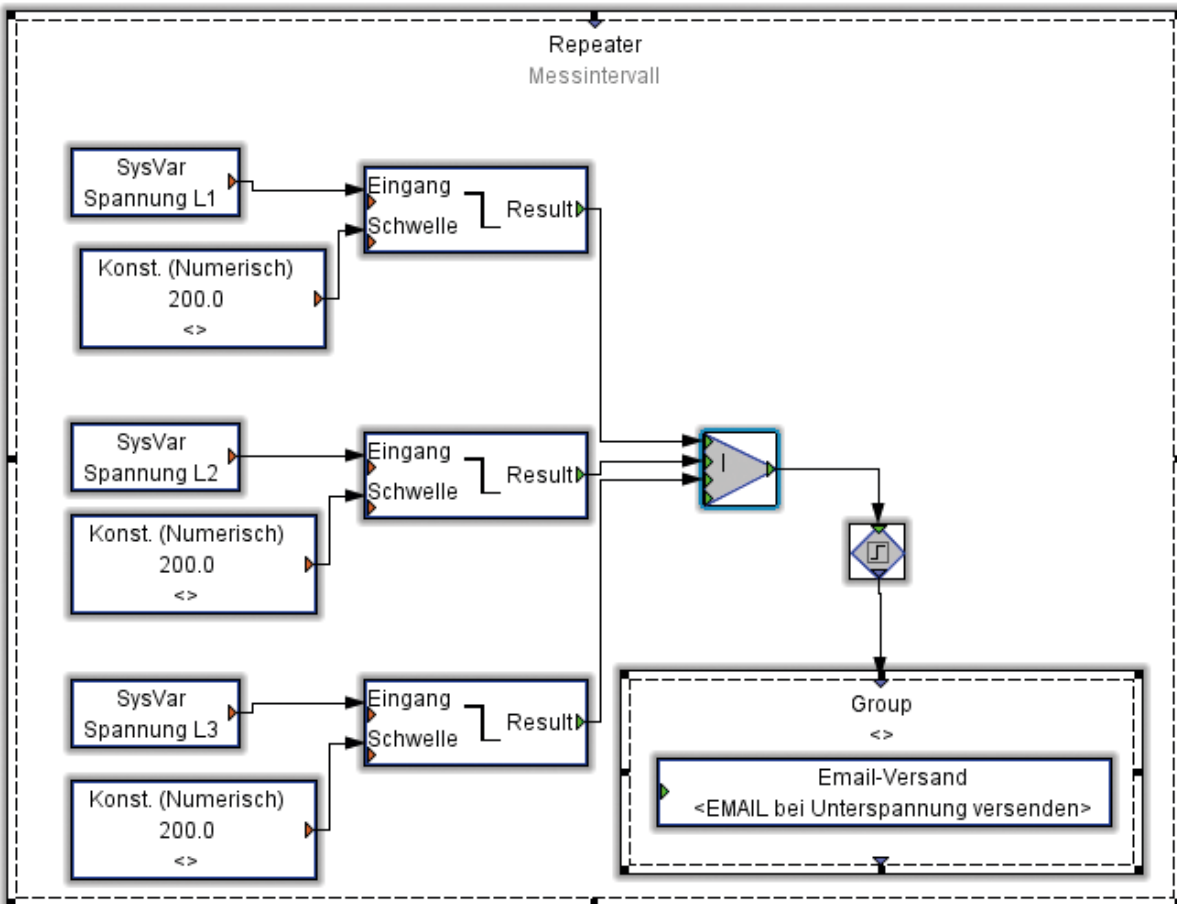 Repeater
Messintervall
SysVar
Spannung L1
Eingang
Schwelle
Result
Konst. (Numerisch)
200.0
<>
SysVar
Spannung L2
Eingang
Schwelle
Result
Konst. (Numerisch)
200.0
<>
|
SysVar
Spannung L3
Eingang
Schwelle
Result
Konst. (Numerisch)
200.0
<>
Group
<>
Email-Versand
<EMAIL bei Unterspannung versenden>